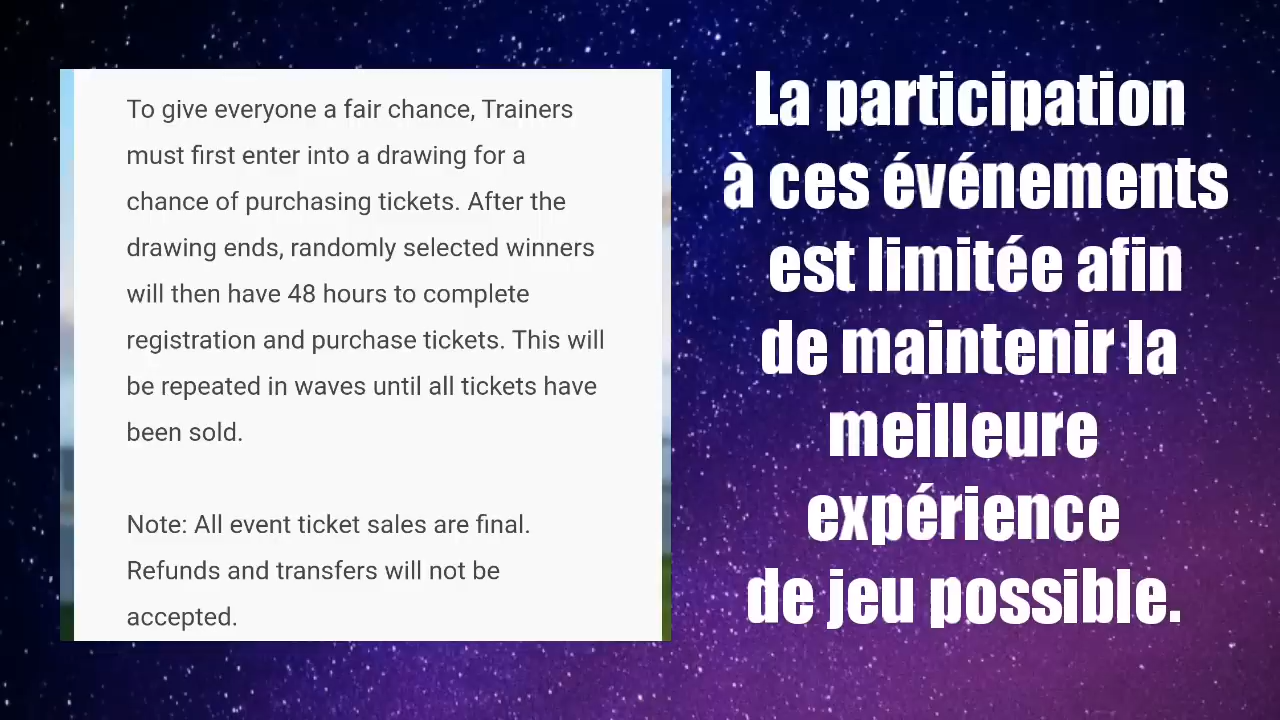 To give everyone a fair chance, Trainers
must first enter into a drawing for a
chance of purchasing tickets. After the
drawing ends, randomly selected winners
will then have 48 hours to complete
registration and purchase tickets. This will
be repeated in waves until all tickets have
been sold.
Note: All event ticket sales are final.
Refunds and transfers will not be
accepted.
La participation
à ces événements
est limitée afin
de maintenir la
meilleure
expérience
de jeu possible.